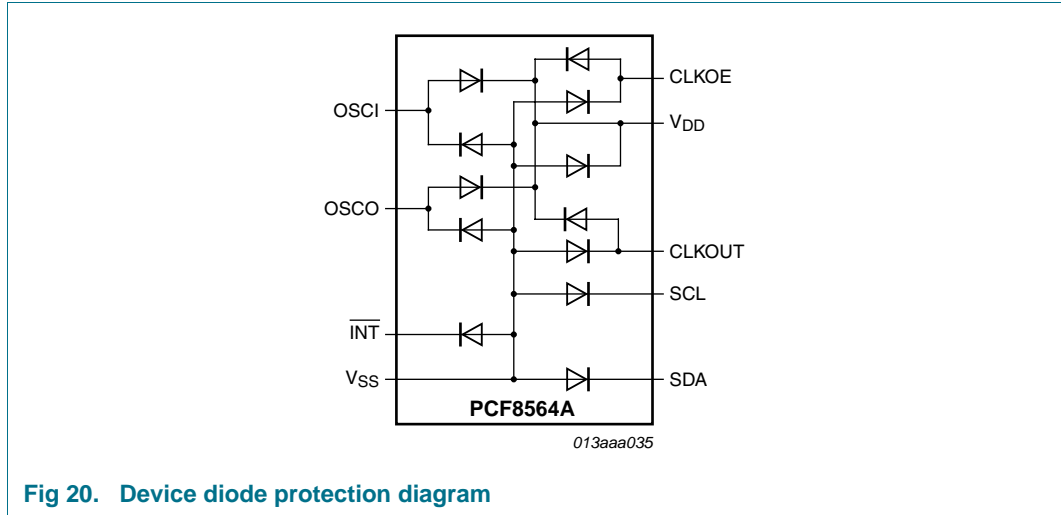 OSCI
OSCO
INT
VSS
CLKOE
VDD
CLKOUT
SCL
SDA
PCF8564A
013aaa035
Fig 20. Device diode protection diagram